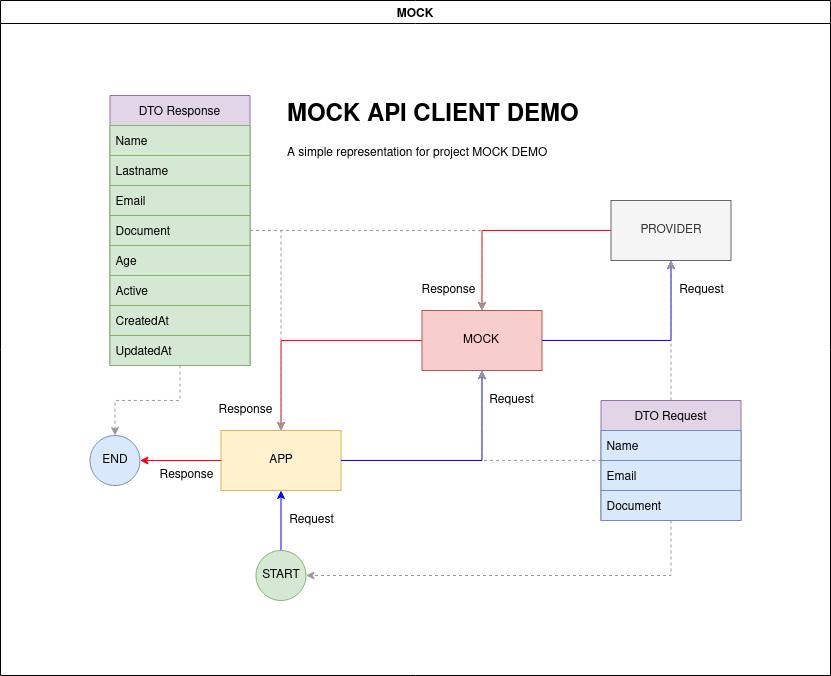 MOCK
MOCK API CLIENT DEMO
A simple representation for project MOCK DEMO
DTO Response
Name
Lastname
Email
Document
Age
Active
CreatedAt
UpdatedAt
PROVIDER
Response
Request
MOCK
Response
Request
DTO Request
Name
Email
Document
END
Response
APP
Request
START